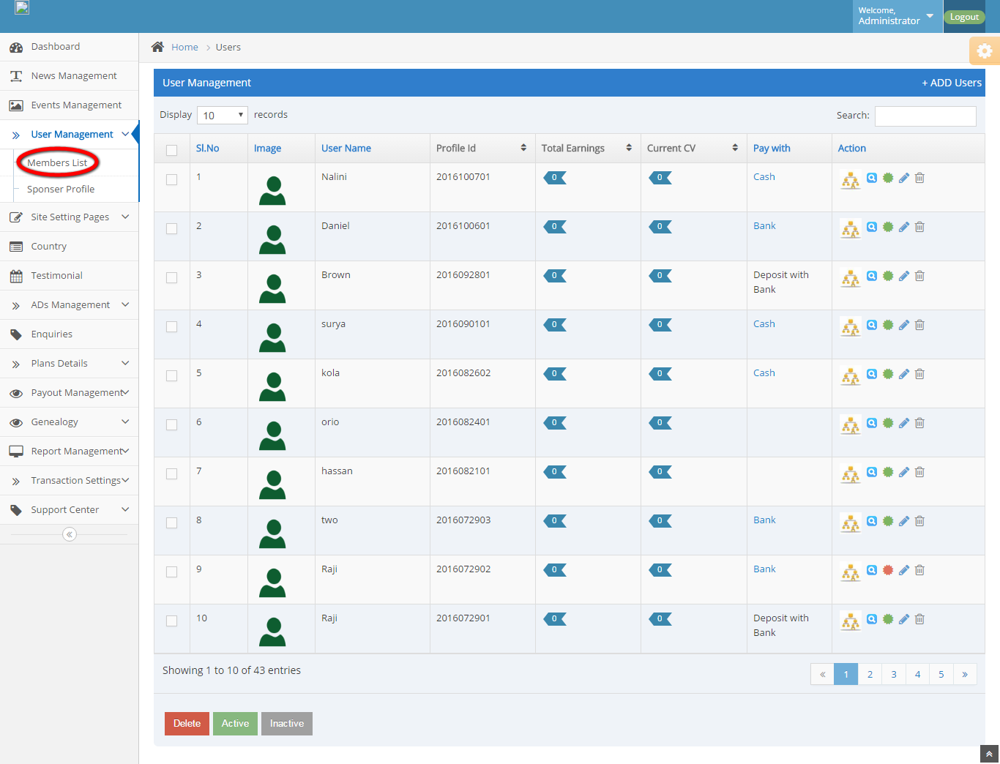 Welcome,
Administrator
Logout
Dashboard
News Management
Events Management
User Management
Members List
Sponser Profile
Site Setting Pages
Country
Testimonial
ADs Management
Enquiries
Plans Details
Payout Management
Genealogy
Report Management
Transaction Settings
Support Center
Home > Users
User Management + ADD Users
Display 10 records Search:
Sl.No Image User Name Profile Id Total Earnings Current CV Pay with Action
1 Nalini 2016100701 0 0 Cash
2 Daniel 2016100601 0 0 Bank
3 Brown 2016092801 0 0 Deposit with
Bank
4 surya 2016090101 0 0 Cash
5 kola 2016082602 0 0 Cash
6 orio 2016082401 0 0
7 hassan 2016082101 0 0
8 two 2016072903 0 0 Bank
9 Raji 2016072902 0 0 Bank
10 Raji 2016072901 0 0 Deposit with
Bank
Showing 1 to 10 of 43 entries « 1 2 3 4 5 »
Delete Active Inactive